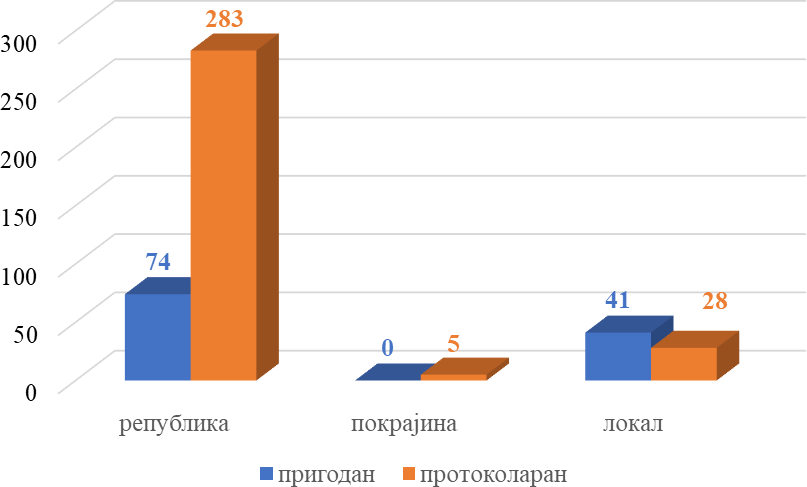 283
300
250
200
150
100
50
0
74
0
5
41
28
република
покрајина
локал
пригодан
протоколаран